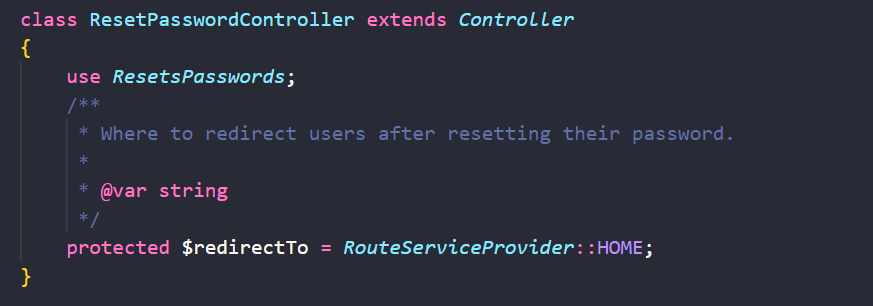 class ResetPasswordController extends Controller
{
    use ResetsPasswords;
    /**
     * Where to redirect users after resetting their password.
     *
     * @var string
     */
    protected $redirectTo = RouteServiceProvider::HOME;
}